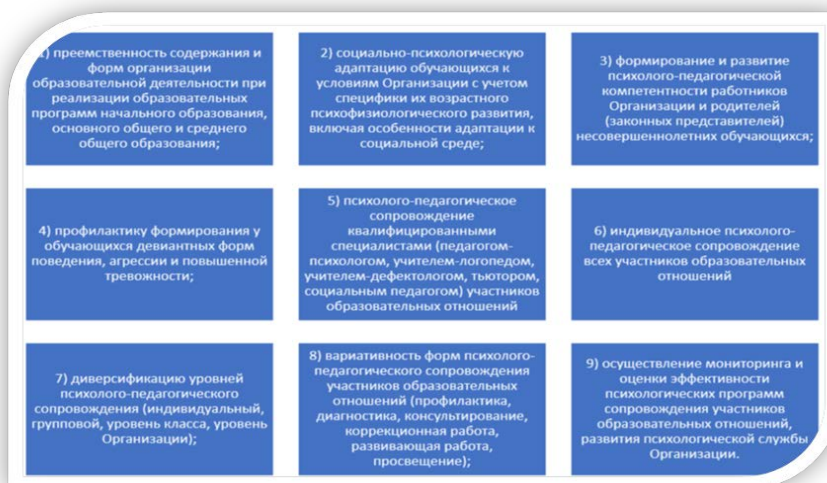 1) преемственность содержания и
форм организации
образовательной деятельности при
реализации образовательных
программ начального образования,
основного общего и среднего
общего образования;
2) социально-психологическую
адаптацию обучающихся к
условиям Организации с учетом
специфики их возрастного
психофизиологического развития,
включая особенности адаптации к
социальной среде;
3) формирование и развитие
психолого-педагогической
компетентности работников
Организации и родителей
(законных представителей)
несовершеннолетних обучающихся;
4) профилактику формирования у
обучающихся девиантных форм
поведения, агрессии и повышенной
тревожности;
5) психолого-педагогическое
сопровождение
квалифицированными
специалистами (педагогом-
психологом, учителем-логопедом,
учителем-дефектологом, тьютором,
социальным педагогом) участников
образовательных отношений
6) индивидуальное психолого-
педагогическое сопровождение
всех участников образовательных
отношений
7) диверсификацию уровней
психолого-педагогического
сопровождения (индивидуальный,
групповой, уровень класса, уровень
Организации);
8) вариативность форм психолого-
педагогического сопровождения
участников образовательных
отношений (профилактика,
диагностика, консультирование,
коррекционная работа,
развивающая работа,
просвещение);
9) осуществление мониторинга и
оценки эффективности
психологических программ
сопровождения участников
образовательных отношений,
развития психологической службы
Организации.